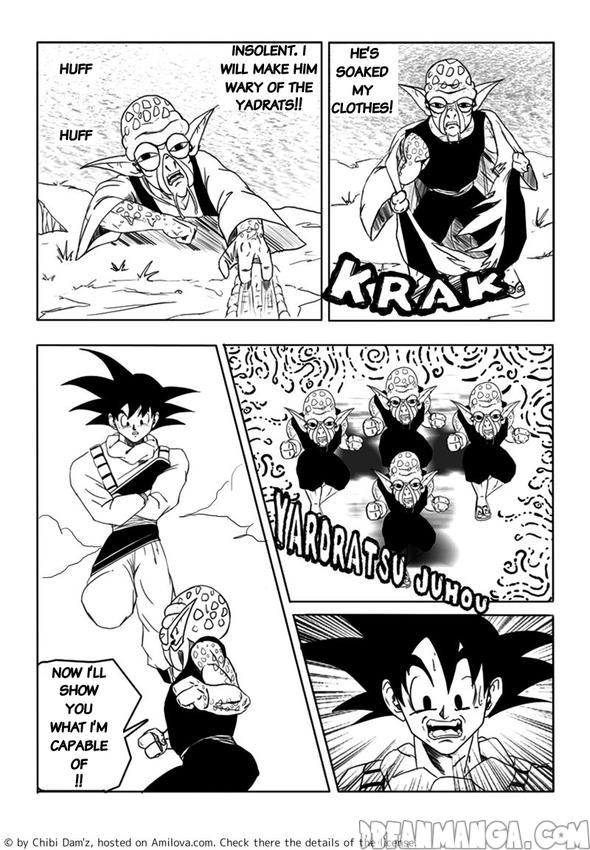 HUFF
HUFF
INSOLENT. I
WILL MAKE HIM
WARY OF THE
YADRATS!!
HE'S
SOAKED
MY
CLOTHES!
KRAK
NOW I'LL
SHOW
YOU
WHAT I'M
CAPABLE
OF
!!
YARDRATSU JUHOU
© by Chibi Dam'z, hosted on Amilova.com. Check there the details of the license.
DREANMANGA.COM